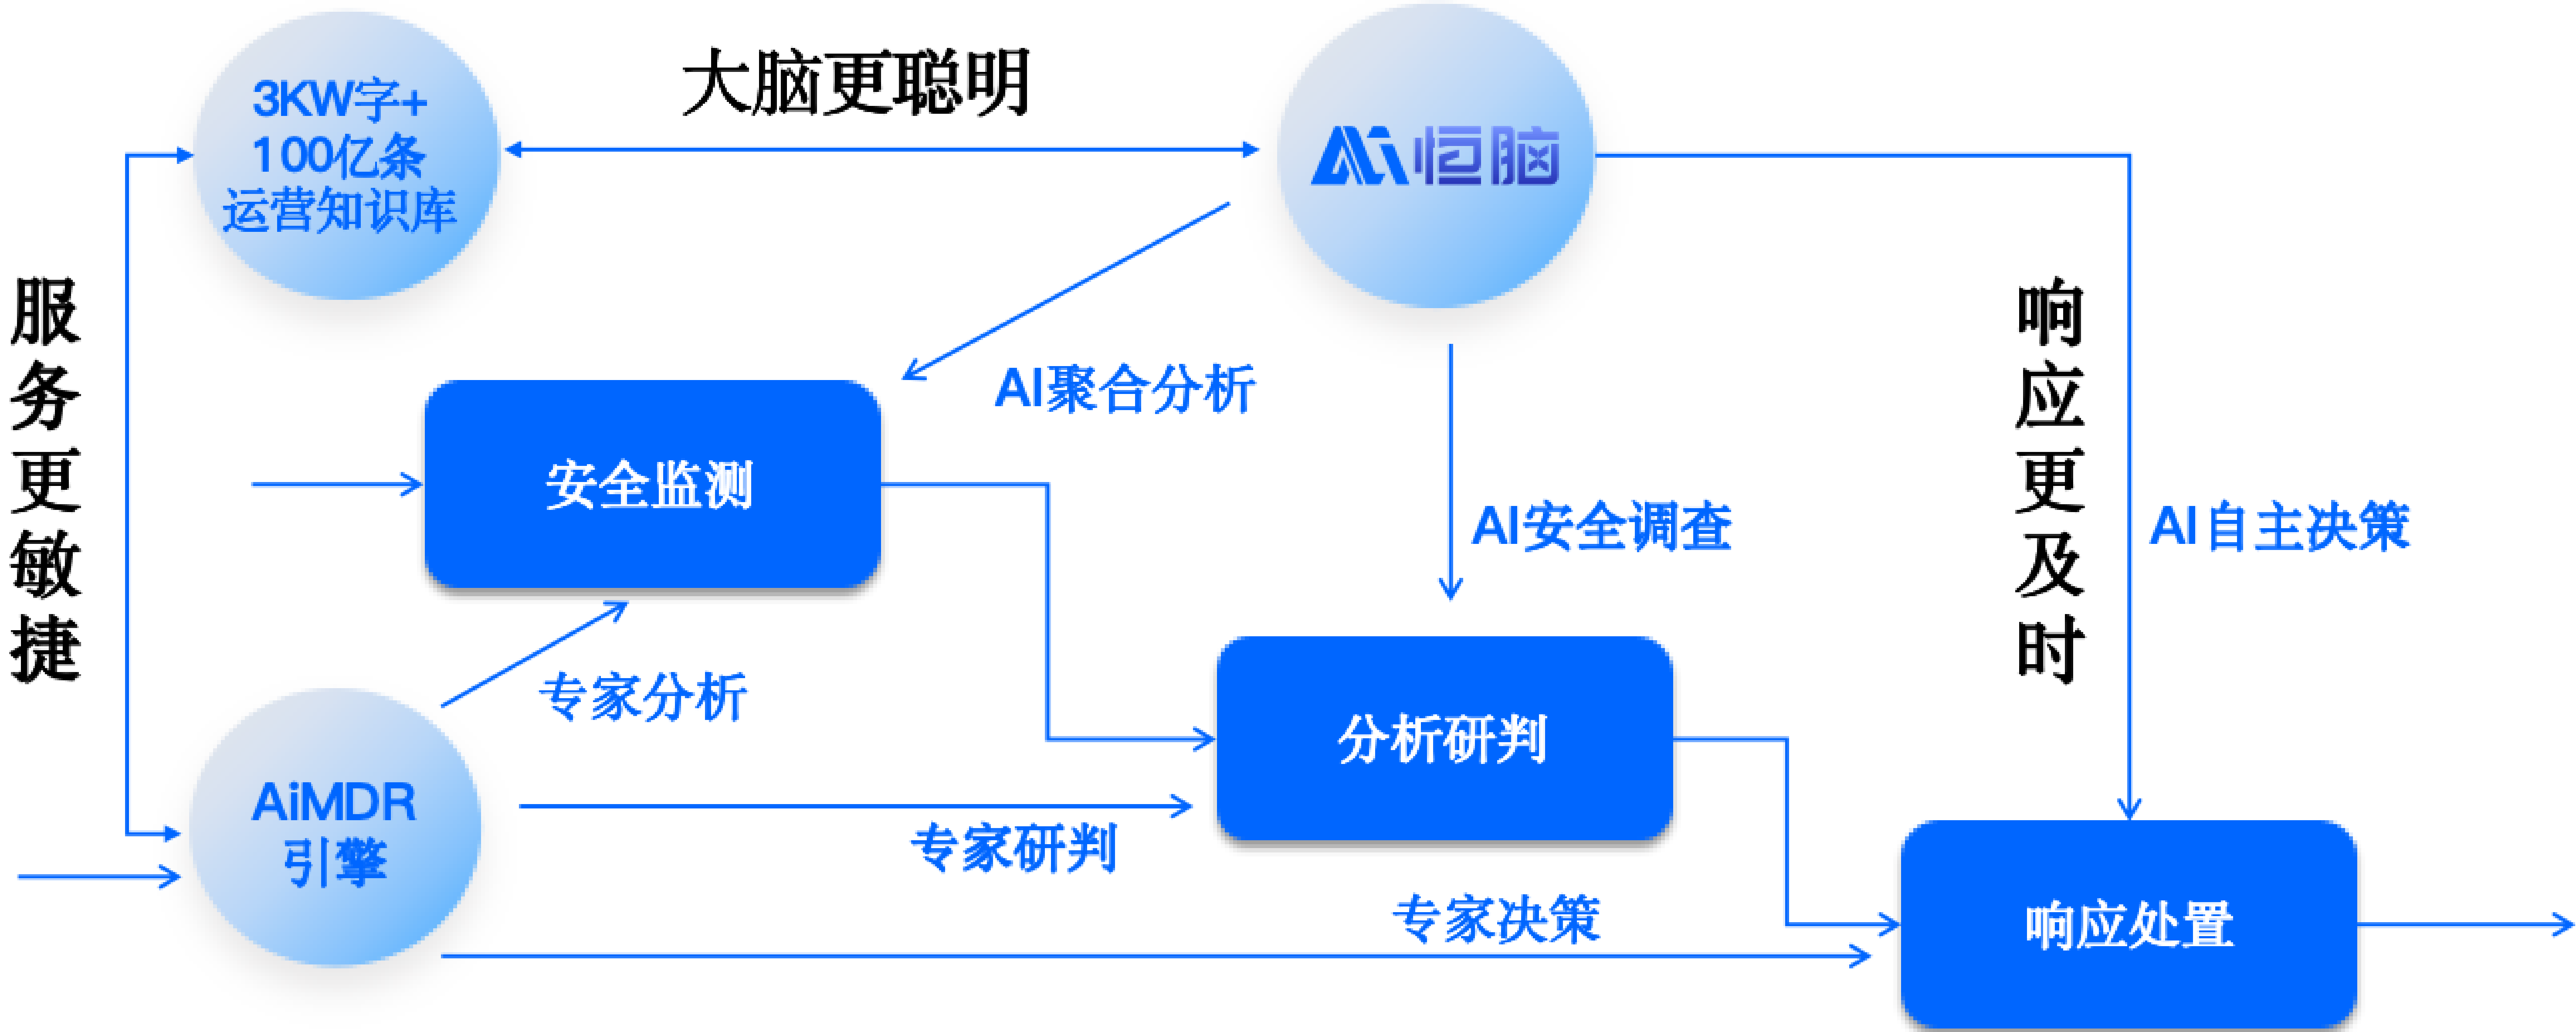 3KW字+
100亿条
运营知识库
大脑更聪明
Ai恒脑
服务更敏捷
AI聚合分析
响应更及时
安全监测
AI安全调查
AI自主决策
专家分析
分析研判
AiMDR
引擎
专家研判
专家决策
响应处置